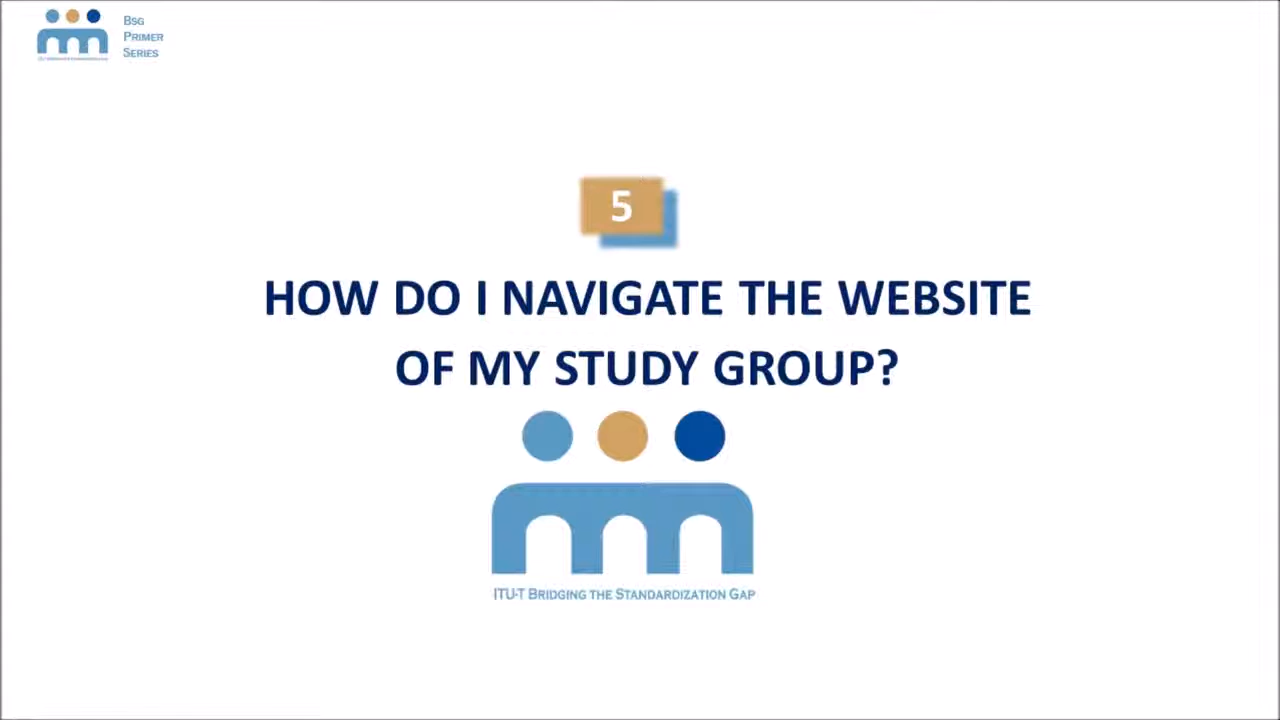 BSG
PRIMER
SERIES
5
HOW DO I NAVIGATE THE WEBSITE
OF MY STUDY GROUP?
ITU-T BRIDGING THE STANDARDIZATION GAP